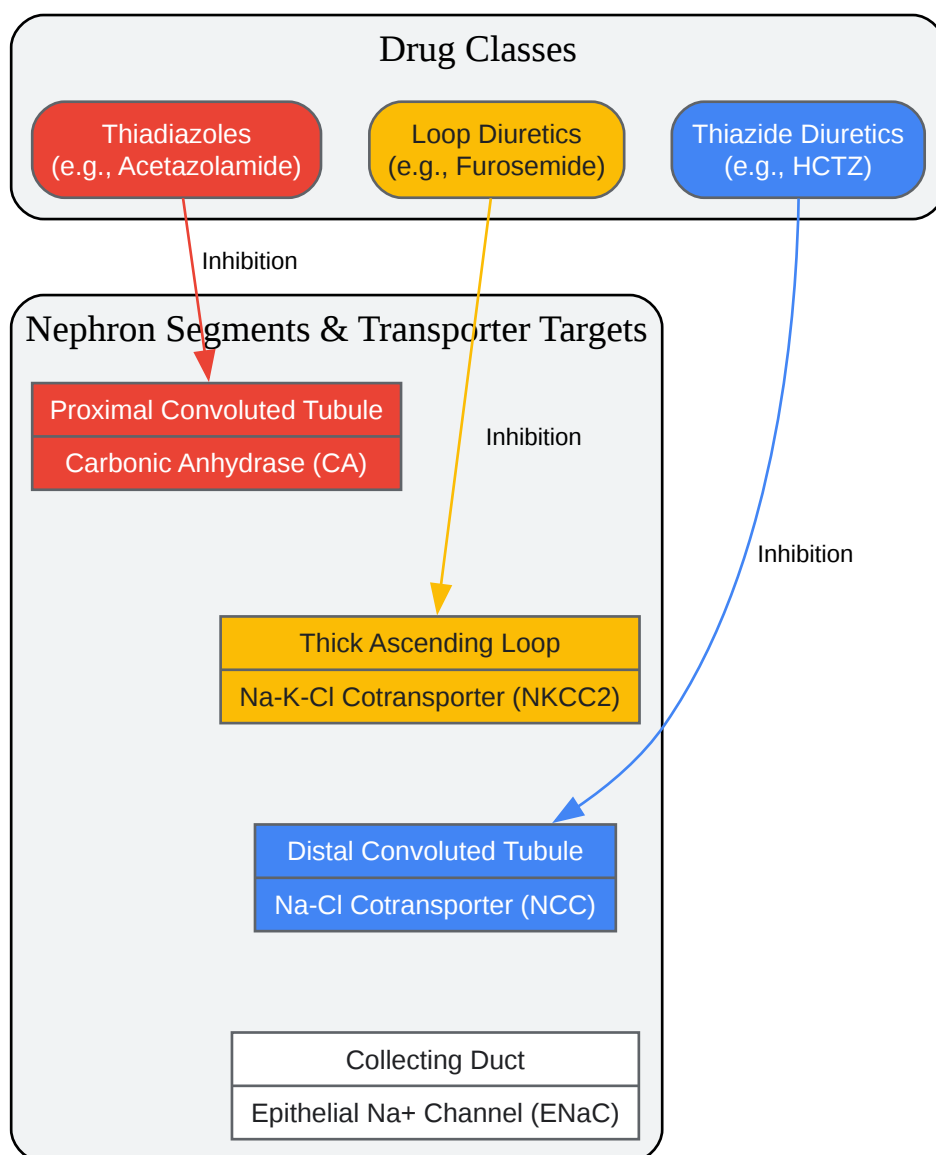 Drug Classes
Thiadiazoles
(e.g., Acetazolamide)
Loop Diuretics
(e.g., Furosemide)
Thiazide Diuretics
(e.g., HCTZ)
Inhibition
Nephron Segments & Transporter Targets
Proximal Convoluted Tubule
Carbonic Anhydrase (CA)
Inhibition
Inhibition
Thick Ascending Loop
Na-K-Cl Cotransporter (NKCC2)
Distal Convoluted Tubule
Na-Cl Cotransporter (NCC)
Collecting Duct
Epithelial Na+ Channel (ENaC)